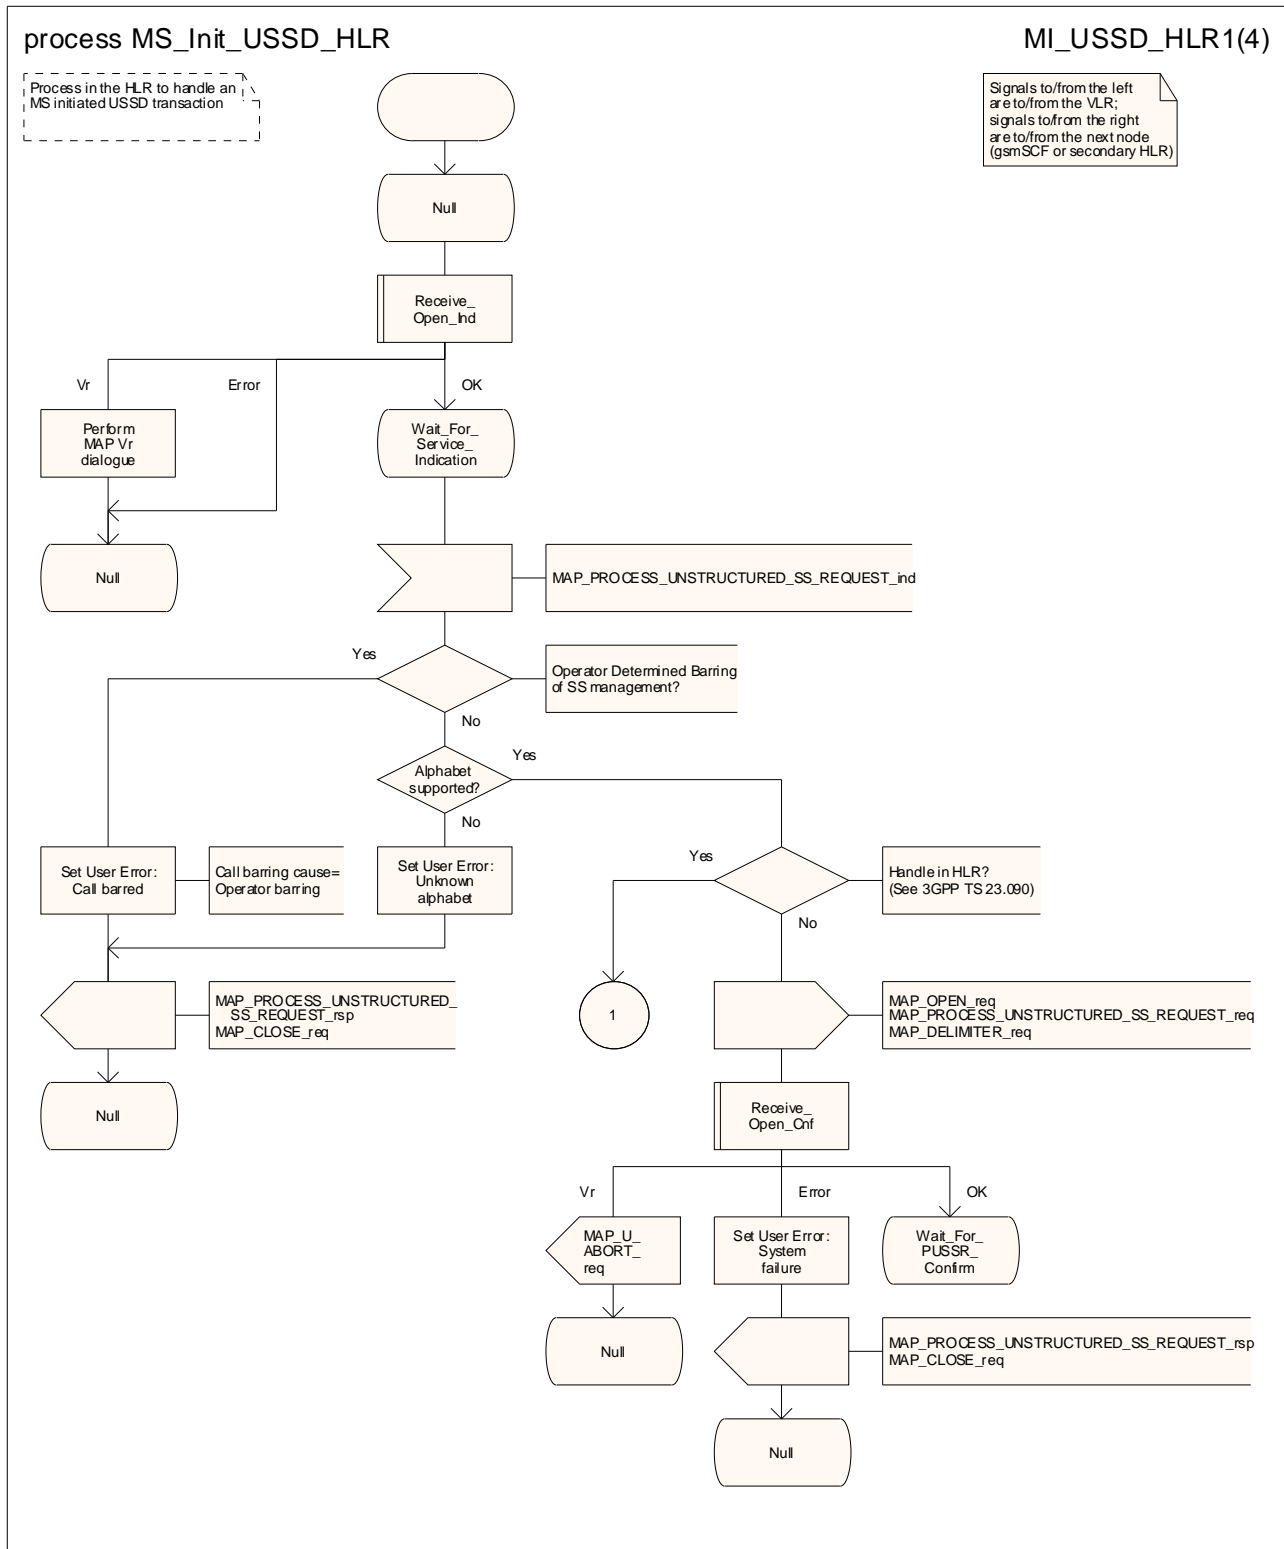 process MS_Init_USSD_HLR
MI_USSD_HLR1(4)
Process in the HLR to handle an
MS initiated USSD transaction
Signals to/from the left
are to/from the VLR;
signals to/from the right
are to/from the next node
(gsmSCF or secondary HLR)
Null
Receive_
Open_Ind
Vr
Error
OK
Perform
MAP Vr
dialogue
Wait_For_
Service_
Indication
Null
MAP_PROCESS_UNSTRUCTURED_SS_REQUEST_ind
Yes
Operator Determined Barring
of SS management?
No
Alphabet
supported?
Yes
No
Set User Error:
Call barred
Call barring cause=
Operator barring
Set User Error:
Unknown
alphabet
Yes
Handle in HLR?
(See 3GPP TS 23.090)
No
MAP_PROCESS_UNSTRUCTURED_
SS_REQUEST_rsp
MAP_CLOSE_req
1
MAP_OPEN_req
MAP_PROCESS_UNSTRUCTURED_SS_REQUEST_req
MAP_DELIMITER_req
Null
Receive_
Open_Cnf
Vr
Error
OK
MAP_U_
ABORT_
req
Set User Error:
System
failure
Wait_For_
PUSSR_
Confirm
Null
MAP_PROCESS_UNSTRUCTURED_SS_REQUEST_rsp
MAP_CLOSE_req
Null